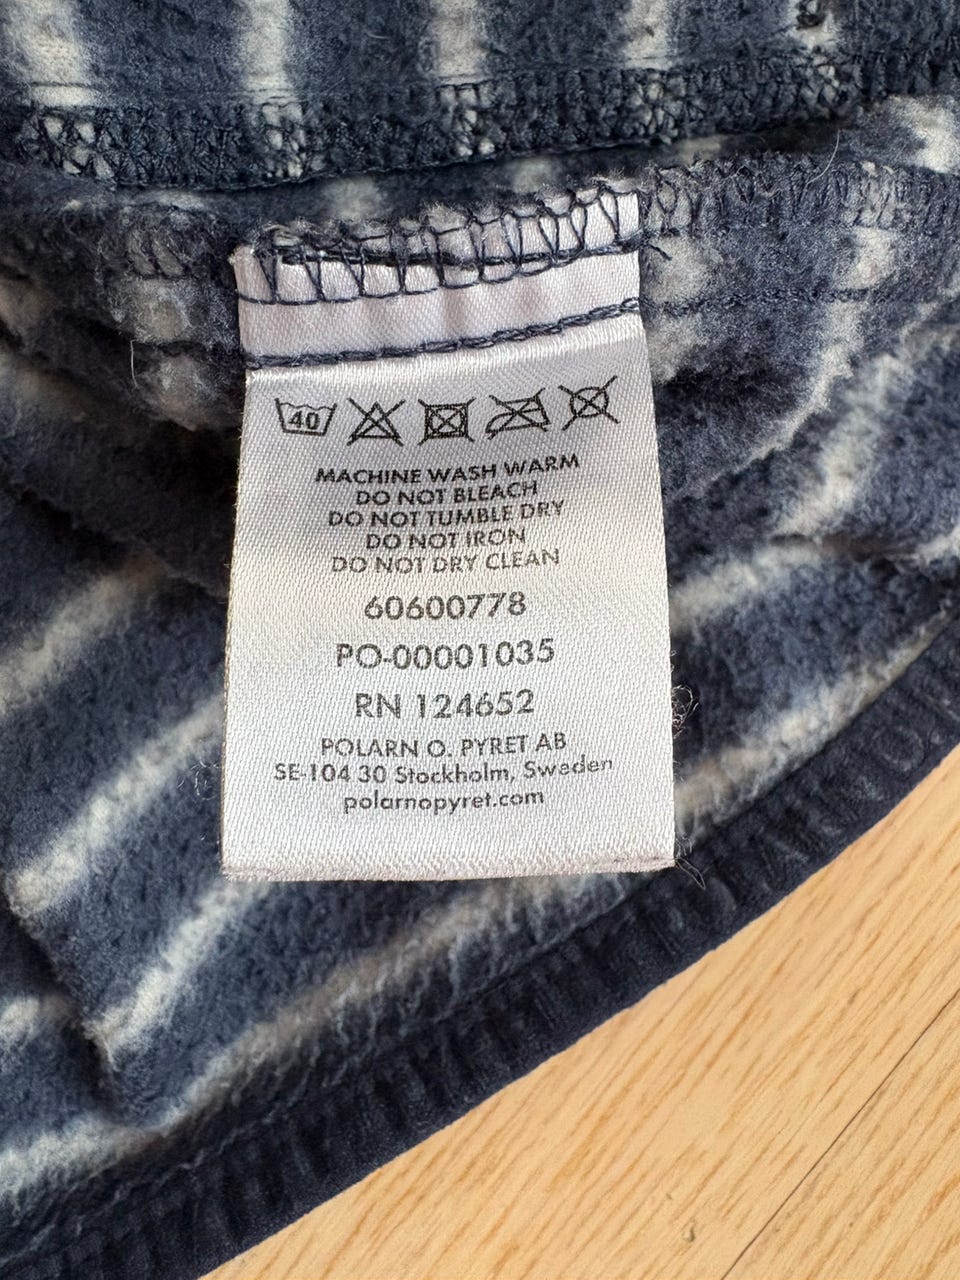 40
MACHINE WASH WARM
DO NOT BLEACH
DO NOT TUMBLE DRY
DO NOT IRON
DO NOT DRY CLEAN
60600778
PO-00001035
RN 124652
POLARN O. PYRET AB
SE-104 30 Stockholm, Sweden
polarnopyret.com